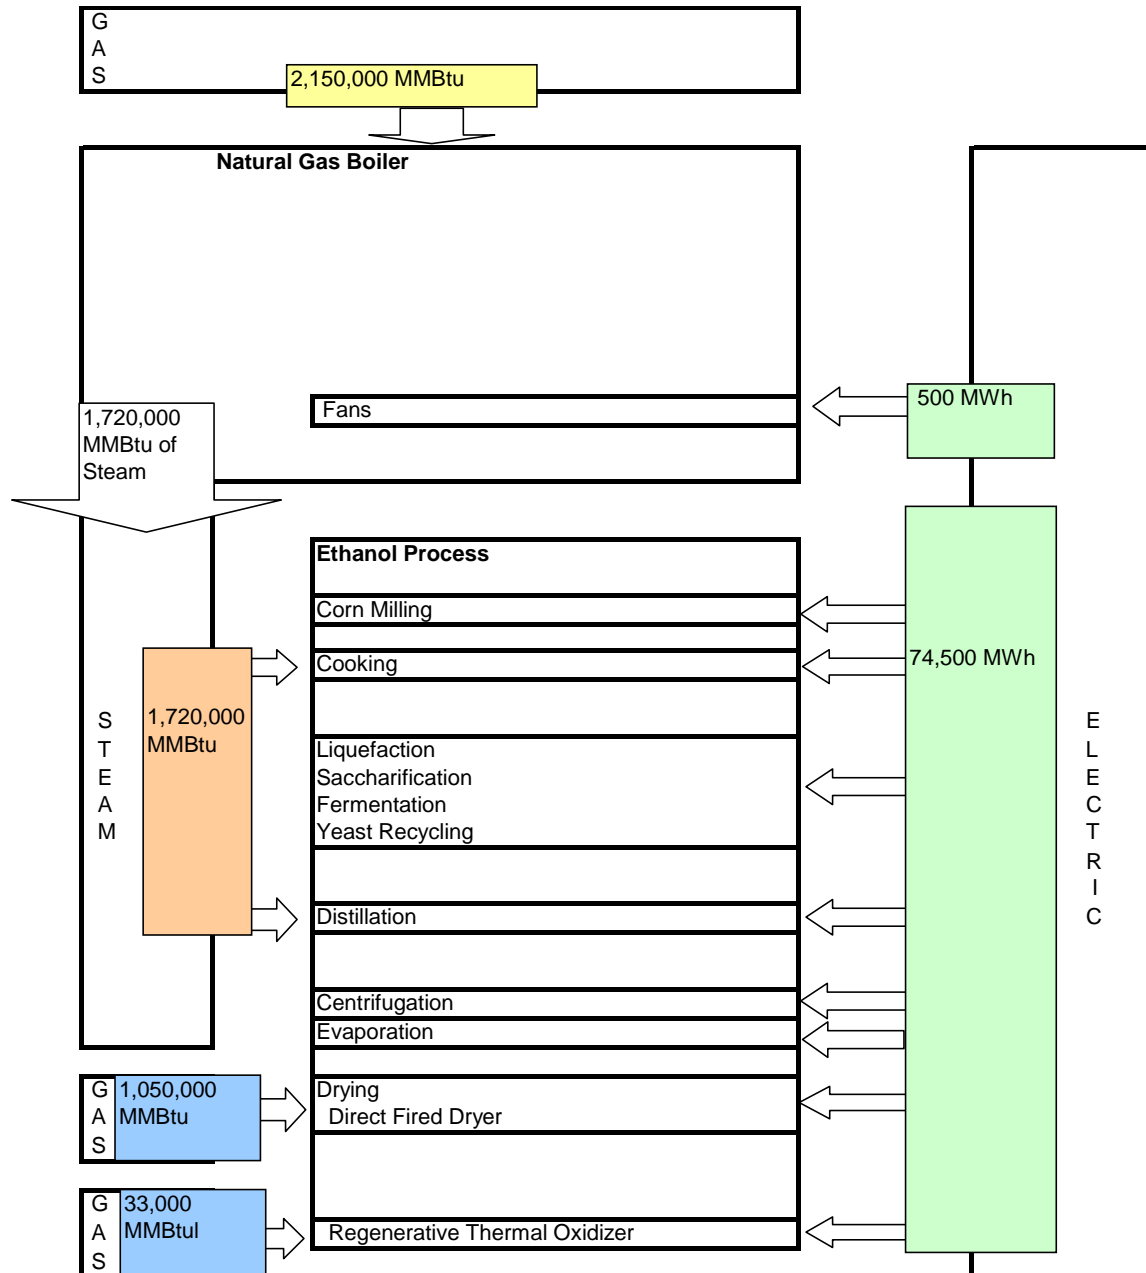 G
A
S
2,150,000 MMBtu
Natural Gas Boiler
Fans
500 MWh
1,720,000
MMBtu of
Steam
Ethanol Process
Corn Milling
Cooking
74,500 MWh
S
T
E
A
M
1,720,000
MMBtu
Liquefaction
Saccharification
Fermentation
Yeast Recycling
E
L
E
C
T
R
I
C
Distillation
Centrifugation
Evaporation
G
A
S
1,050,000
MMBtu
Drying
Direct Fired Dryer
G
A
S
33,000
MMBtul
Regenerative Thermal Oxidizer